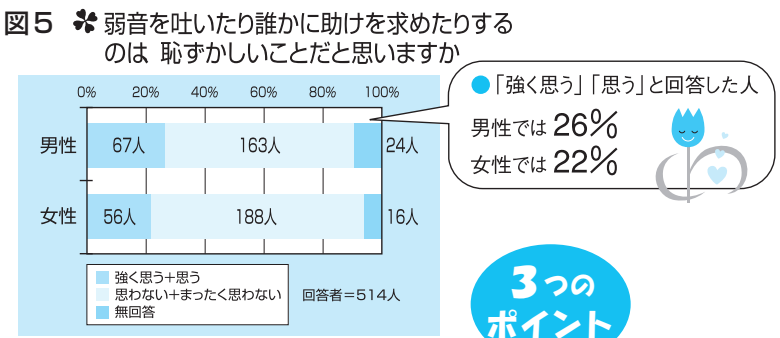 図5 ✽ 弱音を吐いたり誰かに助けを求めたりする
のは、恥ずかしいことだと思いますか
0% 20% 40% 60% 80% 100%
男性 67人 163人 24人
女性 56人 188人 16人
強く思う+思う
思わない+まったく思わない
無回答
回答者=514人
●「強く思う」「思う」と回答した人
男性では 26%
女性では 22%
3つの
ポイント